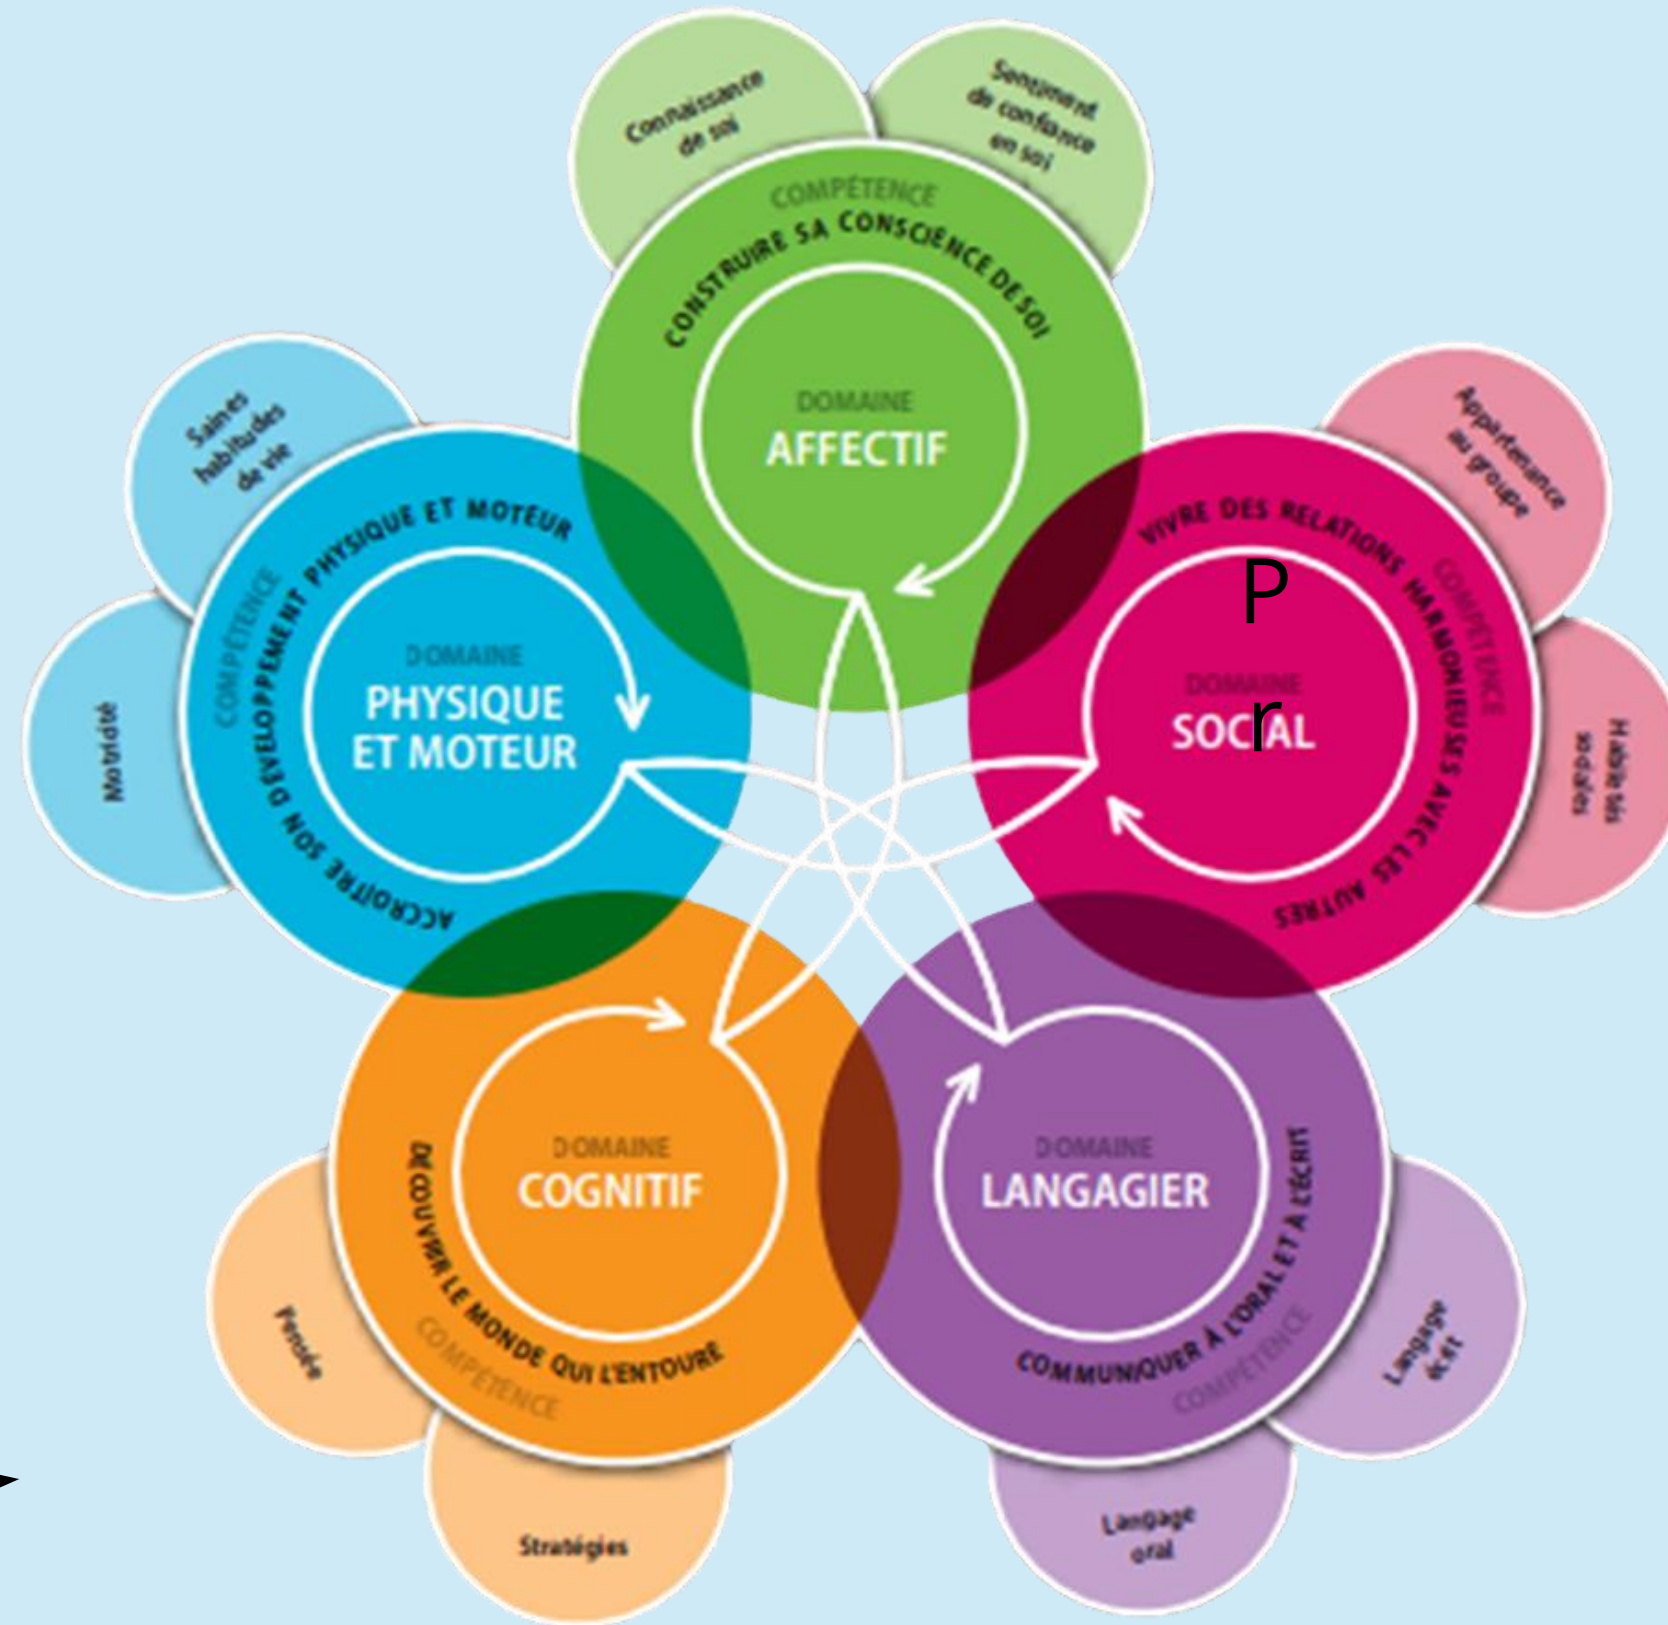 Connaissance
de soi
Sentiment
de confiance
en soi
COMPÉTENCE
CONSTRUIRE SA CONSCIENCE DE SOI
DOMAINE
AFFECTIF
Saines
habitudes
de vie
Motricité
COMPÉTENCE
ACCROÎTRE SON DÉVELOPPEMENT PHYSIQUE ET MOTEUR
DOMAINE
PHYSIQUE
ET MOTEUR
Appartenance
au groupe
Habiletés
sociales
COMPÉTENCE
VIVRE DES RELATIONS HARMONIEUSES AVEC LES AUTRES
P
DOMAINE
r
SOCIAL
DOMAINE
COGNITIF
DÉCOUVRIR LE MONDE QUI L'ENTOURE
COMPÉTENCE
Pensée
Stratégies
DOMAINE
LANGAGIER
COMMUNIQUER À L'ORAL ET À L'ÉCRIT
COMPÉTENCE
Langage
écrit
Langage
oral